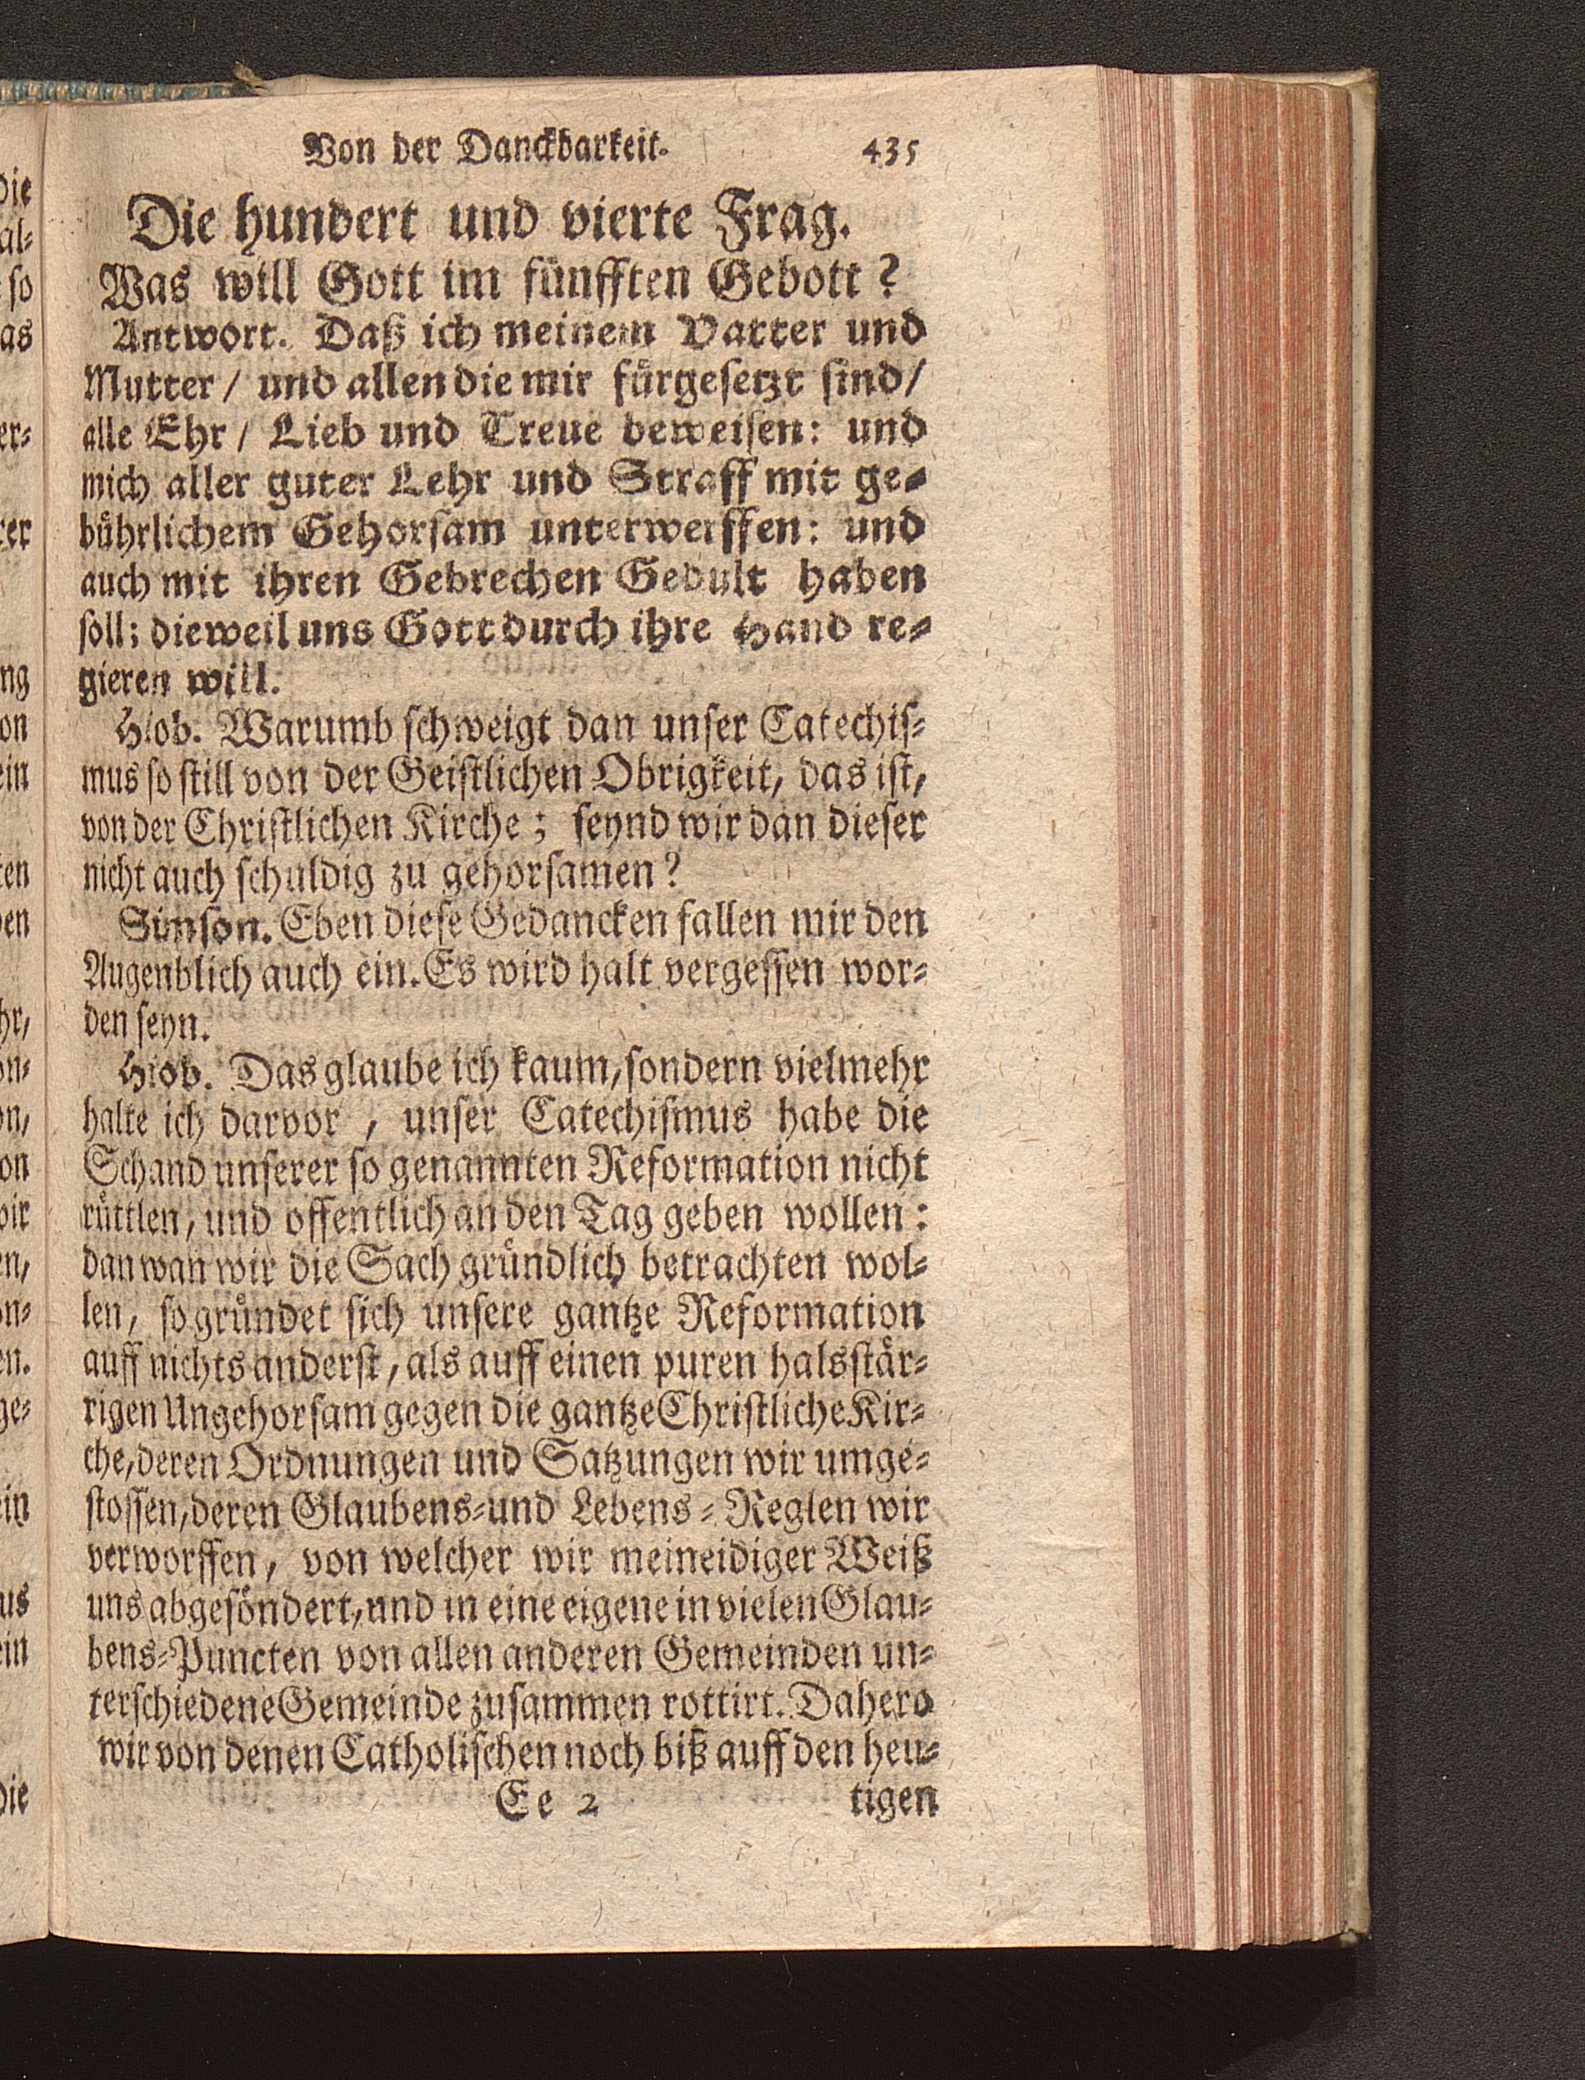 Von der Danckbarkeit. 435
Die hundert und vierte Frag.
Was will Gott im fünfften Gebott?
Antwort. Daß ich meinem Vatter und
Mutter / und allen die mir fürgesetzt sind /
alle Ehr / Lieb und Treue beweisen: und
mich aller guter Lehr und Straff mit ge-
bührlichem Gehorsam unterwerffen: und
auch mit ihren Gebrechen Gedult haben
soll; dieweil uns Gott durch ihre Hand re-
gieren will.
Hiob. Warumb schweigt dan unser Catechis-
mus so still von der Geistlichen Obrigkeit, das ist,
von der Christlichen Kirche; seynd wir dan dieser
nicht auch schuldig zu gehorsamen?
Simson. Eben diese Gedancken fallen mir den
Augenblich auch ein. Es wird halt vergessen wor-
den seyn.
Hiob. Das glaube ich kaum, sondern vielmehr
halte ich darvor, unser Catechismus habe die
Schand unserer so genannten Reformation nicht
rüttlen, und offentlich an den Tag geben wollen:
dan wan wir die Sach gründlich betrachten wol-
len, so gründet sich unsere gantze Reformation
auff nichts anderst, als auff einen puren halsstär-
rigen Ungehorsam gegen die gantze Christliche Kir-
che, deren Ordnungen und Satzungen wir umge-
stossen, deren Glaubens- und Lebens-Reglen wir
verworffen, von welcher wir meineidiger Weiß
uns abgesöndert, und in eine eigene in vielen Glau-
bens-Puncten von allen anderen Gemeinden un-
terschiedene Gemeinde zusammen rottirt. Dahero
wir von denen Catholischen noch biß auff den heu-
Ee 2 tigen